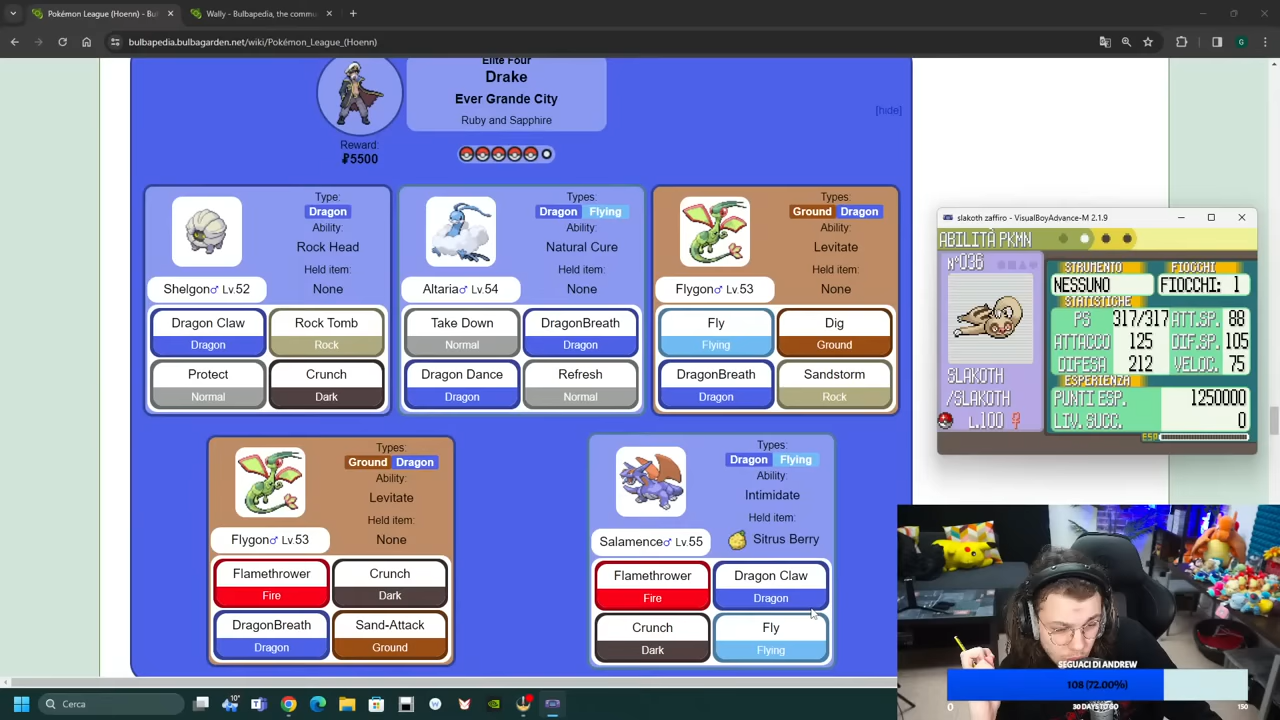 Pokémon League (Hoenn) - Bul
Wally - Bulbapedia, the commu
bulbapedia.bulbagarden.net/wiki/Pokémon_League_(Hoenn)
Elite Four
Drake
Ever Grande City
Ruby and Sapphire
[hide]
Reward:
₽5500
Type:
Dragon
Ability:
Rock Head
Held item:
None
Shelgon♂ Lv.52
Dragon Claw
Dragon
Rock Tomb
Rock
Protect
Normal
Crunch
Dark
Types:
Dragon Flying
Ability:
Natural Cure
Held item:
None
Altaria♂ Lv.54
Take Down
Normal
DragonBreath
Dragon
Dragon Dance
Dragon
Refresh
Normal
Types:
Ground Dragon
Ability:
Levitate
Held item:
None
Flygon♂ Lv.53
Fly
Flying
Dig
Ground
DragonBreath
Dragon
Sandstorm
Rock
Types:
Ground Dragon
Ability:
Levitate
Held item:
None
Flygon♂ Lv.53
Flamethrower
Fire
Crunch
Dark
DragonBreath
Dragon
Sand-Attack
Ground
Types:
Dragon Flying
Ability:
Intimidate
Held item:
Sitrus Berry
Salamence♂ Lv.55
Flamethrower
Fire
Dragon Claw
Dragon
Crunch
Dark
Fly
Flying
slakoth zaffiro - VisualBoyAdvance-M 2.1.9
ABILITÀ PKMN
N°036
SLAKOTH
/SLAKOTH
L.100 ♀
STRUMENTO FIOCCHI
NESSUNO FIOCCHI: 1
STATISTICHE
PS 317/317 ATT.SP. 88
ATTACCO 125 DIF.SP. 105
DIFESA 212 VELOC. 75
ESPERIENZA
PUNTI ESP. 1250000
LIV. SUCC. 0
ESP
SEGUACI DI ANDREW
108 (72.00%)
0 30 DAYS TO GO 150
Cerca
10°